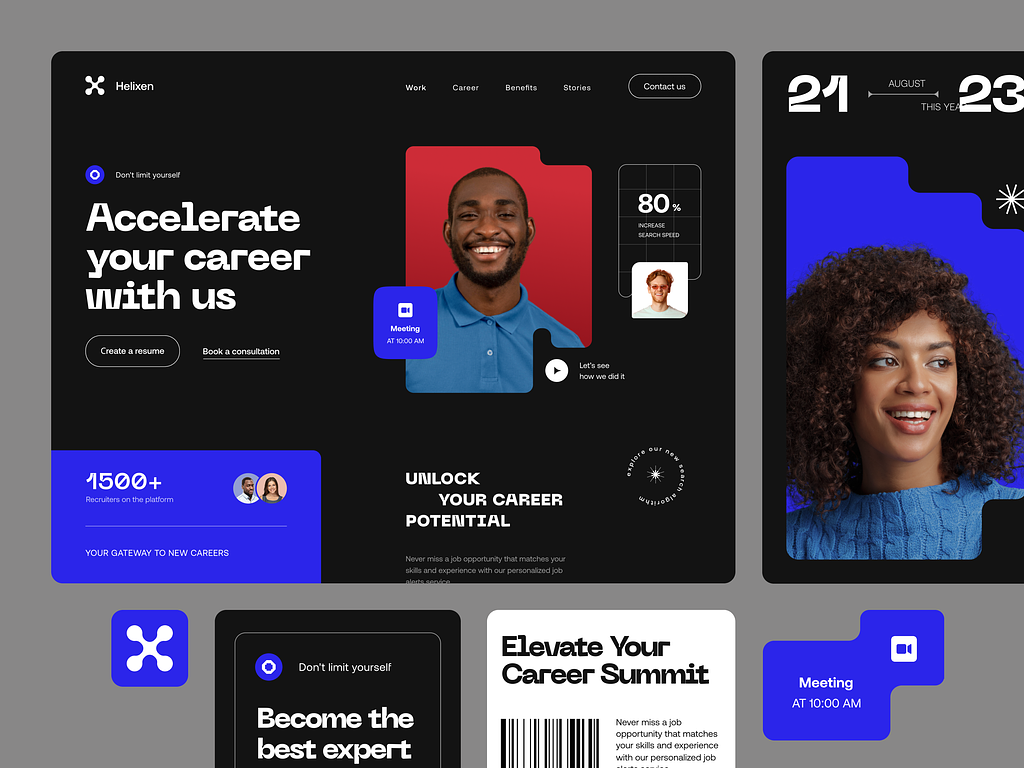 Helixen
Work
Career
Benefits
Stories
Contact us
Don't limit yourself
Accelerate
your career
with us
Create a resume
Book a consultation
Meeting
AT 10:00 AM
80 %
INCREASE
SEARCH SPEED
Let's see
how we did it
1500+
Recruiters on the platform
YOUR GATEWAY TO NEW CAREERS
UNLOCK
YOUR CAREER
POTENTIAL
explore our new search algorithm
Never miss a job opportunity that matches your
skills and experience with our personalized job
alerts service
21
AUGUST
THIS YEA
23
Don't limit yourself
Become the
best expert
Elevate Your
Career Summit
Never miss a job
opportunity that matches
your skills and experience
with our personalized job
alerts service
Meeting
AT 10:00 AM